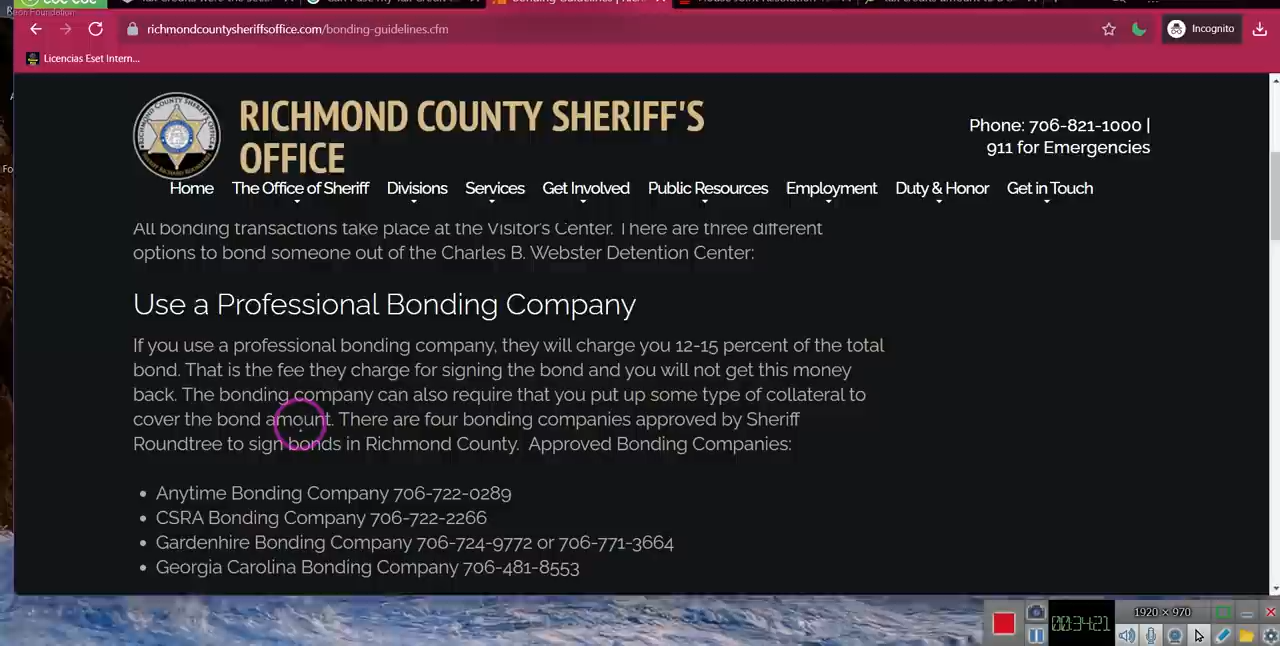 richmondcountysheriffsoffice.com/bonding-guidelines.cfm
Incognito
Licencias Eset Intern...
RICHMOND COUNTY SHERIFF'S
OFFICE
Phone: 706-821-1000 |
911 for Emergencies
Home The Office of Sheriff Divisions Services Get Involved Public Resources Employment Duty & Honor Get in Touch
All bonding transactions take place at the Visitor's Center. There are three different
options to bond someone out of the Charles B. Webster Detention Center:
Use a Professional Bonding Company
If you use a professional bonding company, they will charge you 12-15 percent of the total
bond. That is the fee they charge for signing the bond and you will not get this money
back. The bonding company can also require that you put up some type of collateral to
cover the bond amount. There are four bonding companies approved by Sheriff
Roundtree to sign bonds in Richmond County. Approved Bonding Companies:
• Anytime Bonding Company 706-722-0289
• CSRA Bonding Company 706-722-2266
• Gardenhire Bonding Company 706-724-9772 or 706-771-3664
• Georgia Carolina Bonding Company 706-481-8553
1920 × 970
00:34:21